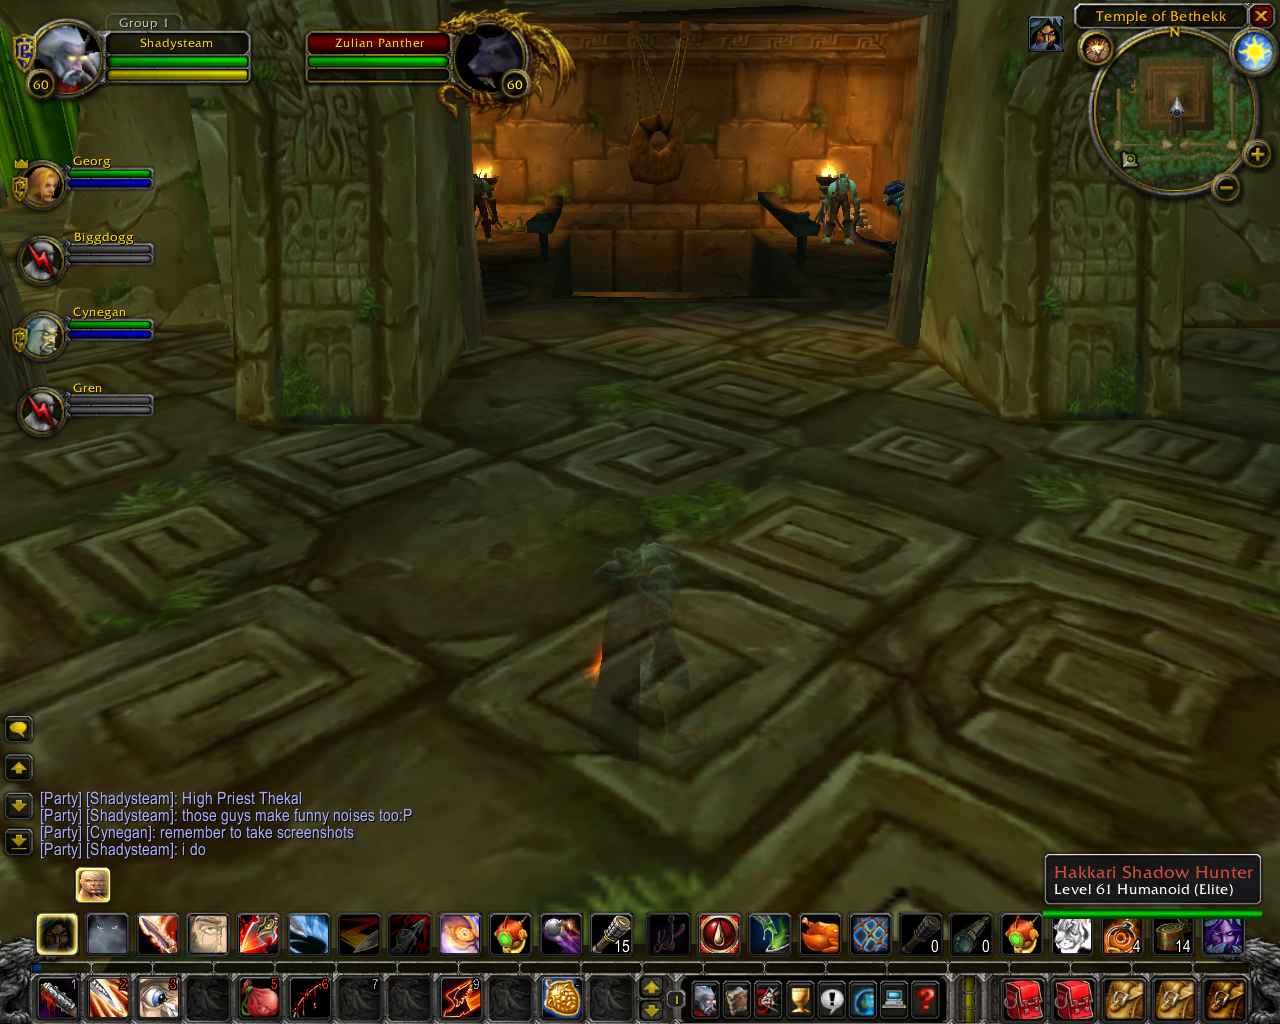 Group 1
Shadysteam
60
Zulian Panther
60
Temple of Bethekk
N
Georg
Biggdogg
Cynegan
Gren
[Party] [Shadysteam]: High Priest Thekal
[Party] [Shadysteam]: those guys make funny noises too:P
[Party] [Cynegan]: remember to take screenshots
[Party] [Shadysteam]: i do
Hakkari Shadow Hunter
Level 61 Humanoid (Elite)
15
0
0
4
14
1
2
3
5
6
7
9
1